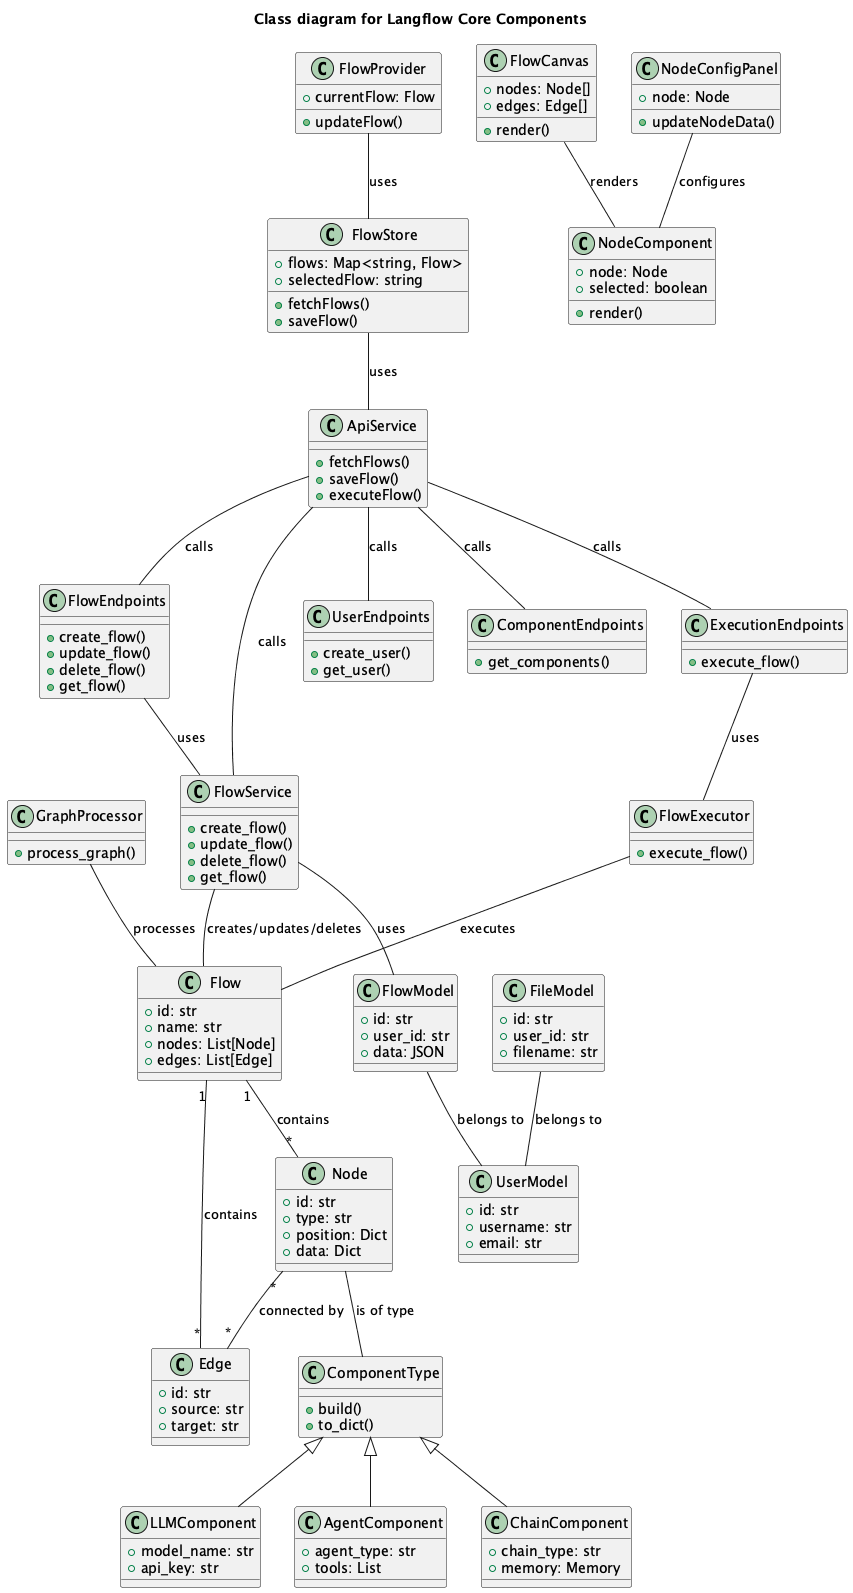 Class diagram for Langflow Core Components
C FlowProvider
currentFlow: Flow
updateFlow()
C FlowCanvas
nodes: Node[]
edges: Edge[]
render()
C NodeConfigPanel
node: Node
updateNodeData()
uses
renders
configures
C FlowStore
flows: Map<string, Flow>
selectedFlow: string
fetchFlows()
saveFlow()
C NodeComponent
node: Node
selected: boolean
render()
uses
C ApiService
fetchFlows()
saveFlow()
executeFlow()
calls
calls
calls
calls
calls
C FlowEndpoints
create_flow()
update_flow()
delete_flow()
get_flow()
C UserEndpoints
create_user()
get_user()
C ComponentEndpoints
get_components()
C ExecutionEndpoints
execute_flow()
uses
uses
C GraphProcessor
process_graph()
C FlowService
create_flow()
update_flow()
delete_flow()
get_flow()
C FlowExecutor
execute_flow()
processes
creates/updates/deletes
uses
executes
C Flow
id: str
name: str
nodes: List[Node]
edges: List[Edge]
C FlowModel
id: str
user_id: str
data: JSON
C FileModel
id: str
user_id: str
filename: str
1
1
contains
*
belongs to
belongs to
C Node
id: str
type: str
position: Dict
data: Dict
C UserModel
id: str
username: str
email: str
contains
*
connected by
is of type
*
*
C Edge
id: str
source: str
target: str
C ComponentType
build()
to_dict()
C LLMComponent
model_name: str
api_key: str
C AgentComponent
agent_type: str
tools: List
C ChainComponent
chain_type: str
memory: Memory